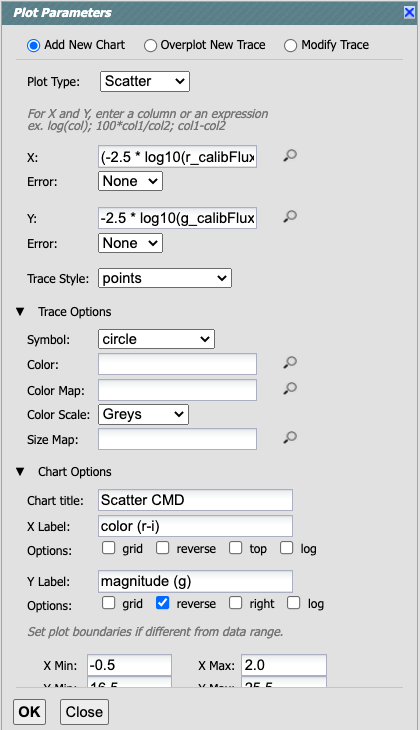 Plot Parameters
Add New Chart Overplot New Trace Modify Trace
Plot Type: Scatter
For X and Y, enter a column or an expression
ex. log(col); 100*col1/col2; col1-col2
X: (-2.5 * log10(r_calibFlux
Error: None
Y: -2.5 * log10(g_calibFlux
Error: None
Trace Style: points
Trace Options
Symbol: circle
Color:
Color Map:
Color Scale: Greys
Size Map:
Chart Options
Chart title: Scatter CMD
X Label: color (r-i)
Options: grid reverse top log
Y Label: magnitude (g)
Options: grid reverse right log
Set plot boundaries if different from data range.
X Min: -0.5 X Max: 2.0
Y Min: 16.5 Y Max: 25.5
OK Close